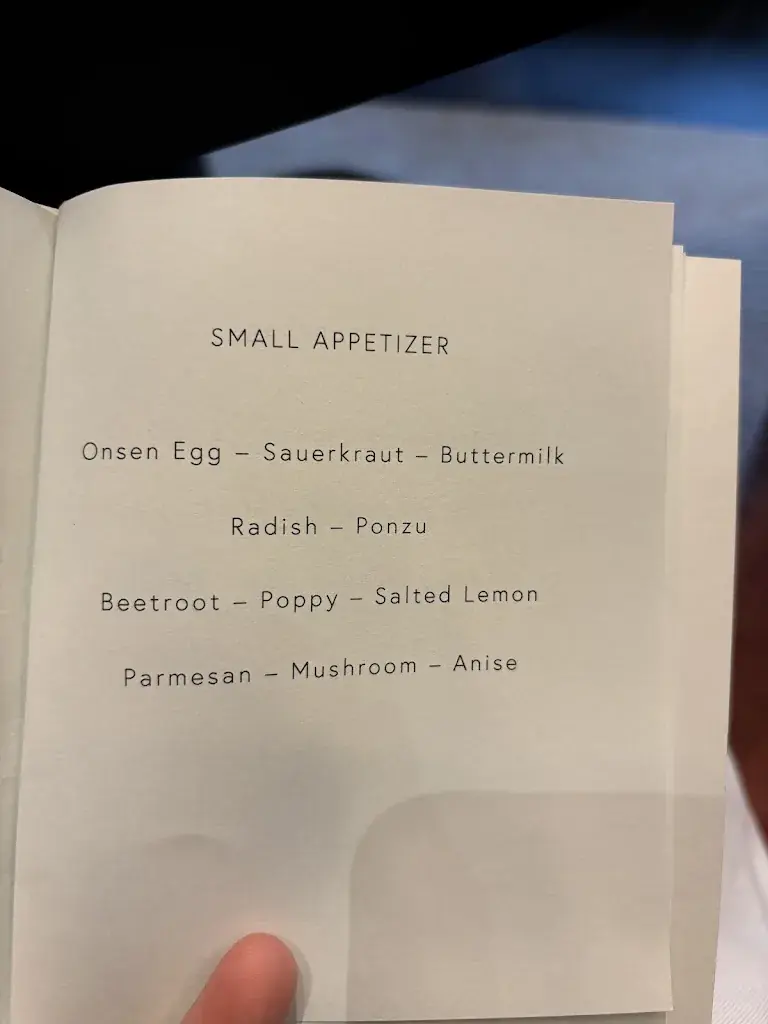 SMALL APPETIZER
Onsen Egg – Sauerkraut – Buttermilk
Radish – Ponzu
Beetroot – Poppy – Salted Lemon
Parmesan – Mushroom – Anise